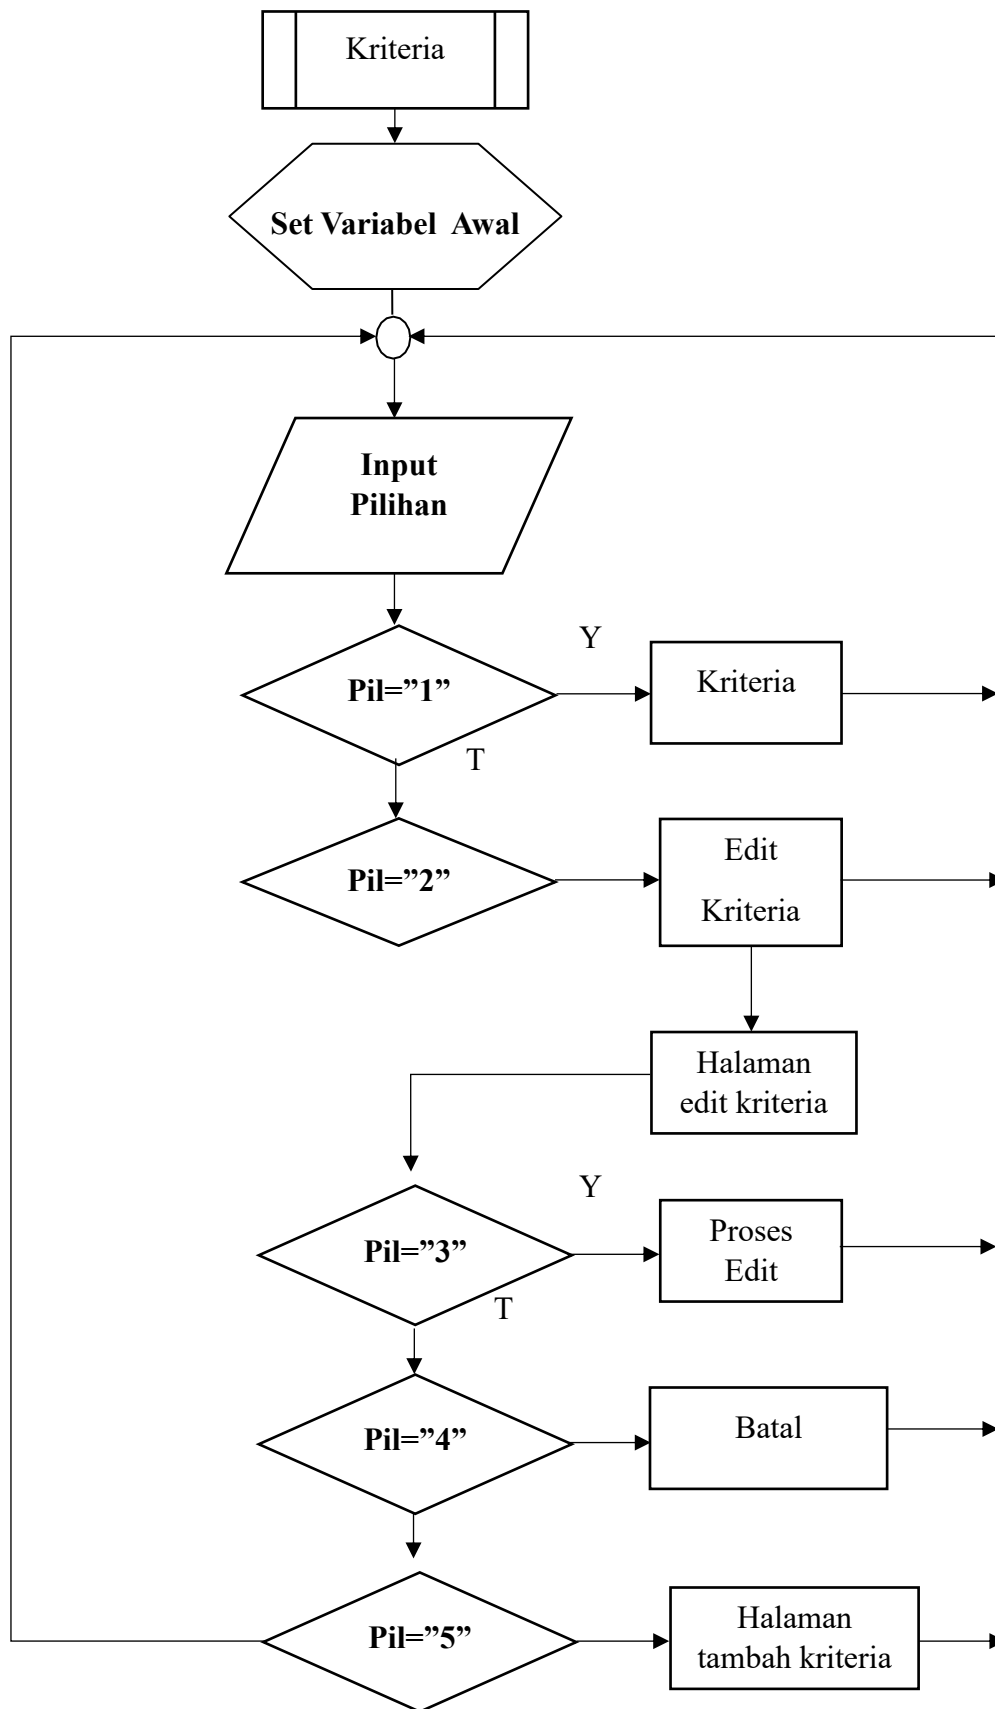 Kriteria
Set Variabel  Awal
Input
Pilihan
Y
Pil=”1”
Kriteria
T
Pil=”2”
Edit
Kriteria
Halaman
edit kriteria
Y
Pil=”3”
Proses
Edit
T
Pil=”4”
Batal
Pil=”5”
Halaman
tambah kriteria